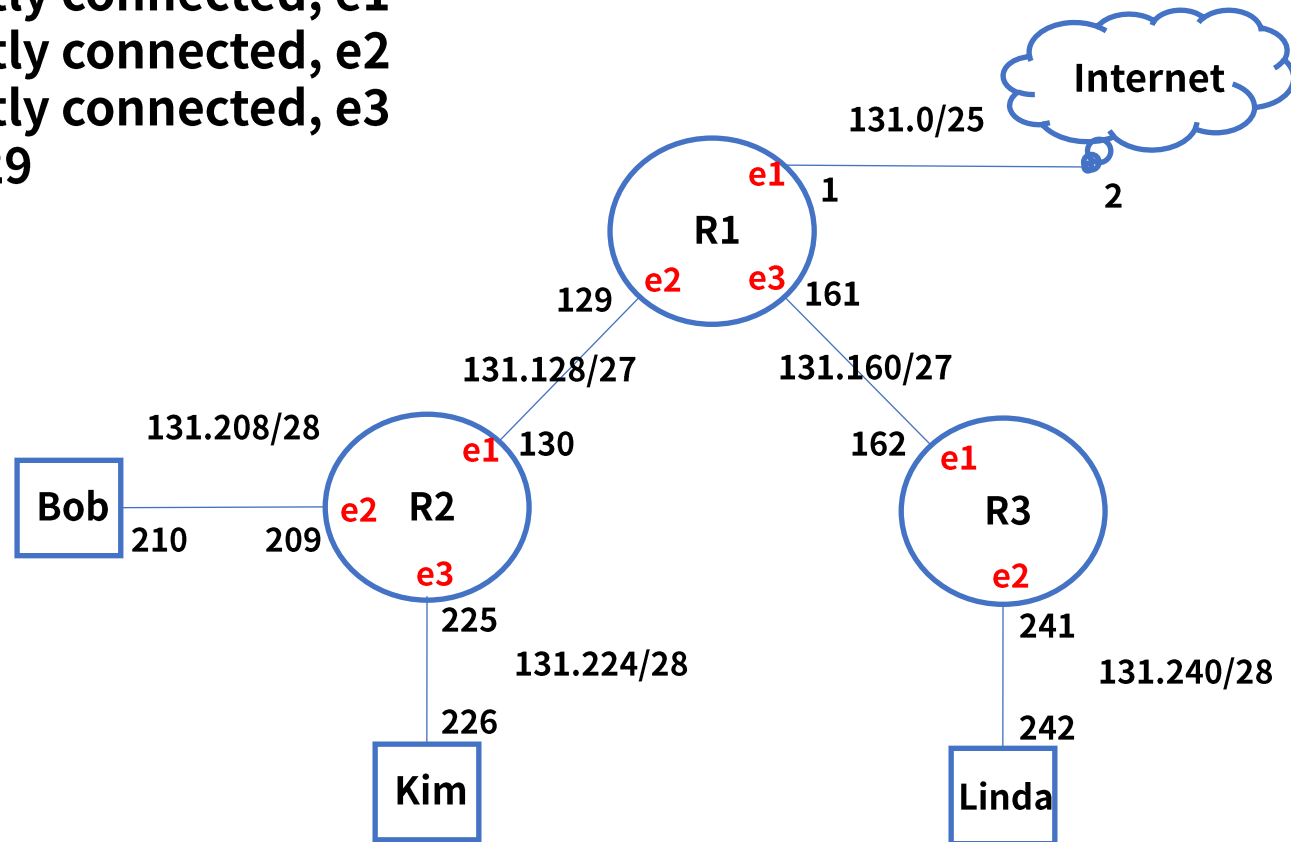 connected, e1
connected, e2
connected, e3
Internet
131.0/25
e1
1
2
R1
e2
e3
129
161
131.128/27
131.160/27
131.208/28
e1
130
162
e1
Bob
e2
R2
R3
210
209
e3
e2
225
241
131.224/28
131.240/28
226
242
Kim
Linda